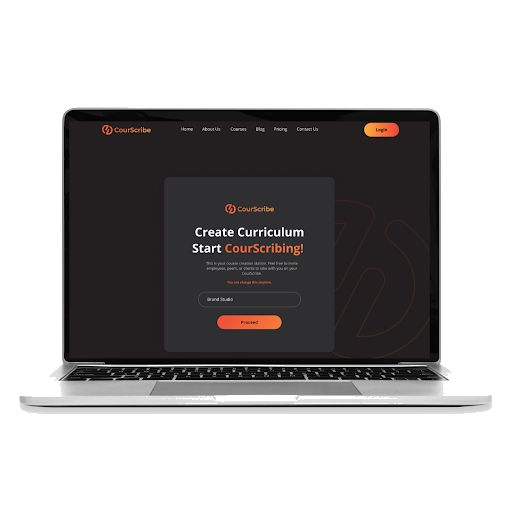 CourScribe
Home About Us Courses Blog Pricing Contact Us
Login
CourScribe
Create Curriculum
Start CourScribing!
This is your course creation station. Feel free to invite
employees, peers, or clients to idee with you on your
CourScribe.
You can change this anytime.
Brand Studio
Proceed